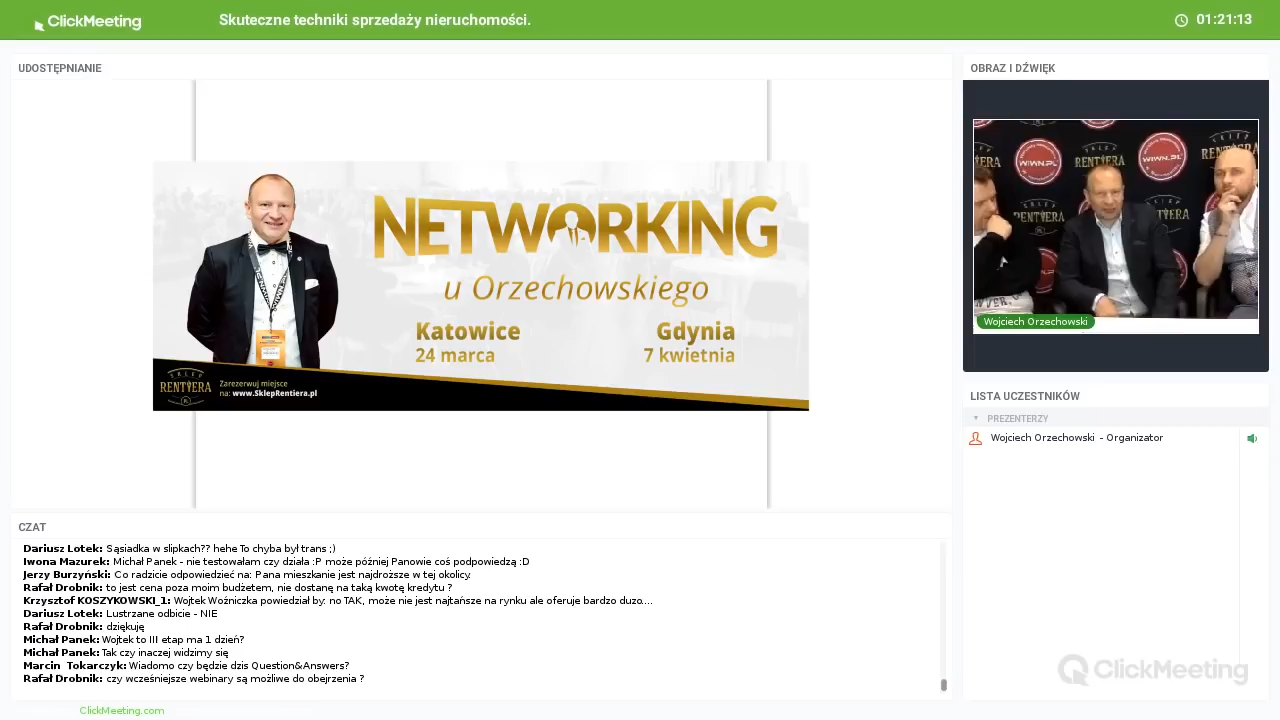 ClickMeeting
Skuteczne techniki sprzedaży nieruchomości.
01:21:13
UDOSTĘPNIANIE
NETWORKING
u Orzechowskiego
Katowice
24 marca
Gdynia
7 kwietnia
SKLEP
RENTIERA
PL
Zarezerwuj miejsce
na: www.SklepRentiera.pl
OBRAZ I DŹWIĘK
WIWN.PL
SKLEP
RENTIERA
Wojciech Orzechowski
LISTA UCZESTNIKÓW
PREZENTERZY
Wojciech Orzechowski - Organizator
CZAT
Dariusz Lotek: Sąsiadka w slipkach?? hehe To chyba był trans ;)
Iwona Mazurek: Michał Panek - nie testowałam czy działa :P może później Panowie coś podpowiedzą :D
Jerzy Burzyński: Co radzicie odpowiedzieć na: Pana mieszkanie jest najdroższe w tej okolicy.
Rafał Drobnik: to jest cena poza moim budżetem, nie dostanę na taką kwotę kredytu ?
Krzysztof KOSZYKOWSKI_1: Wojtek Woźniczka powiedział by: no TAK, może nie jest najtańsze na rynku ale oferuje bardzo duzo....
Dariusz Lotek: Lustrzane odbicie - NIE
Rafał Drobnik: dziękuję
Michał Panek: Wojtek to III etap ma 1 dzień?
Michał Panek: Tak czy inaczej widzimy się
Marcin Tokarczyk: Wiadomo czy będzie dzis Question&Answers?
Rafał Drobnik: czy wcześniejsze webinary są możliwe do obejrzenia ?
ClickMeeting
ClickMeeting.com